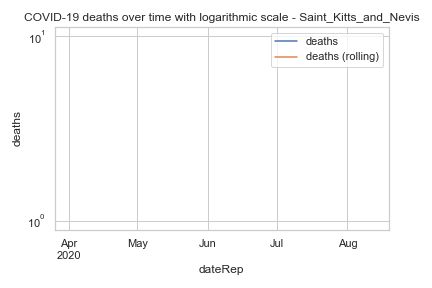 COVID-19 deaths over time with logarithmic scale - Saint_Kitts_and_Nevis
10¹
deaths
deaths (rolling)
deaths
10⁰
Apr
2020
May
Jun
Jul
Aug
dateRep